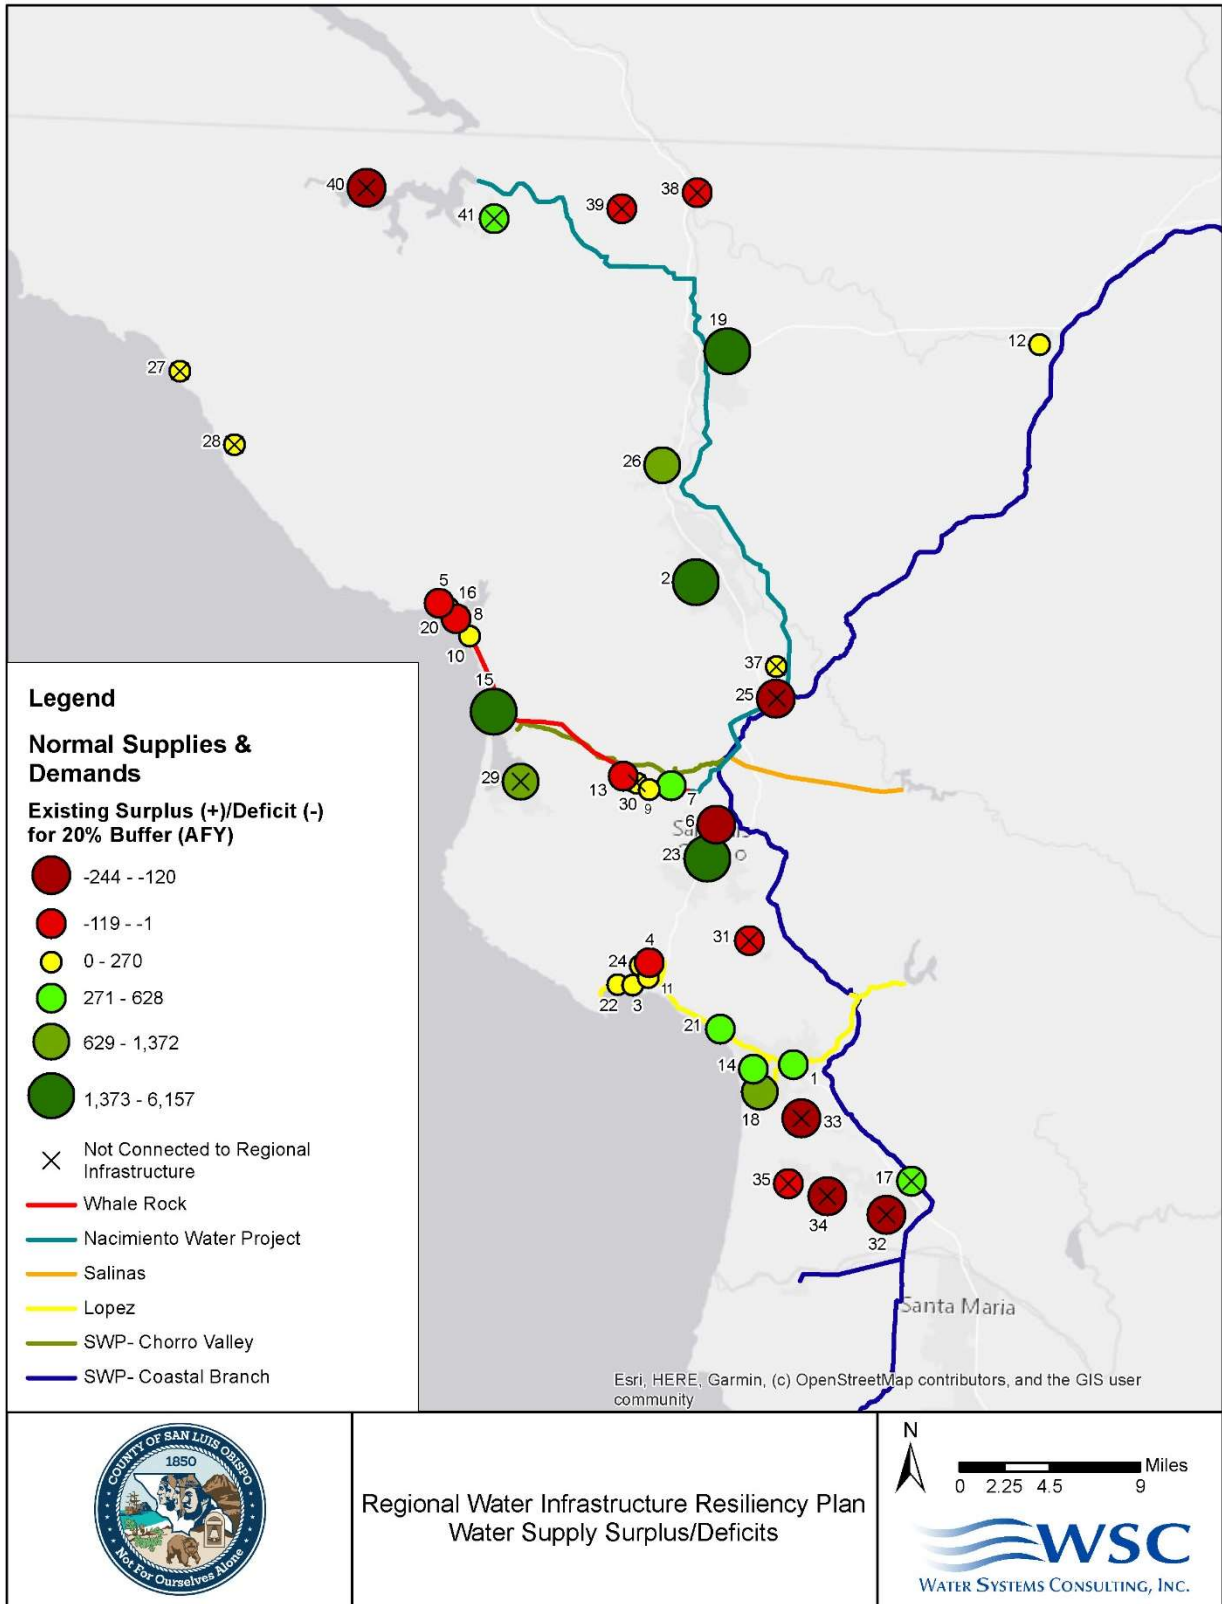 40
41
39
38
19
12
27
28
26
2
5
16
8
20
10
37
25
15
29
13
30
9
7
6
23
31
4
24
22
3
11
21
14
1
18
33
35
34
17
32
Santa Maria
Legend
Normal Supplies &
Demands
Existing Surplus (+)/Deficit (-)
for 20% Buffer (AFY)
-244 - -120
-119 - -1
0 - 270
271 - 628
629 - 1,372
1,373 - 6,157
Not Connected to Regional
Infrastructure
Whale Rock
Nacimiento Water Project
Salinas
Lopez
SWP- Chorro Valley
SWP- Coastal Branch
Esri, HERE, Garmin, (c) OpenStreetMap contributors, and the GIS user
community
COUNTY OF SAN LUIS OBISPO
1850
Not For Ourselves Alone
Regional Water Infrastructure Resiliency Plan
Water Supply Surplus/Deficits
N
Miles
0 2.25 4.5 9
WSC
WATER SYSTEMS CONSULTING, INC.